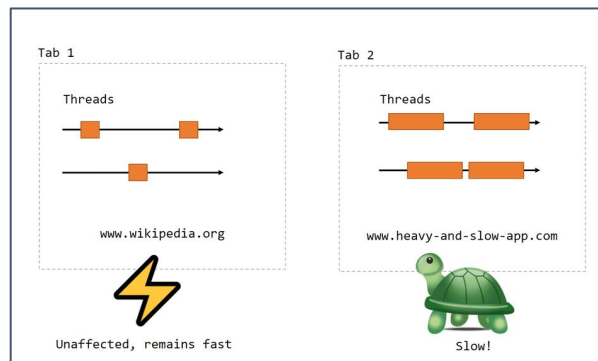 Tab 1
Threads
www.wikipedia.org
Unaffected, remains fast
Tab 2
Threads
www.heavy-and-slow-app.com
Slow!